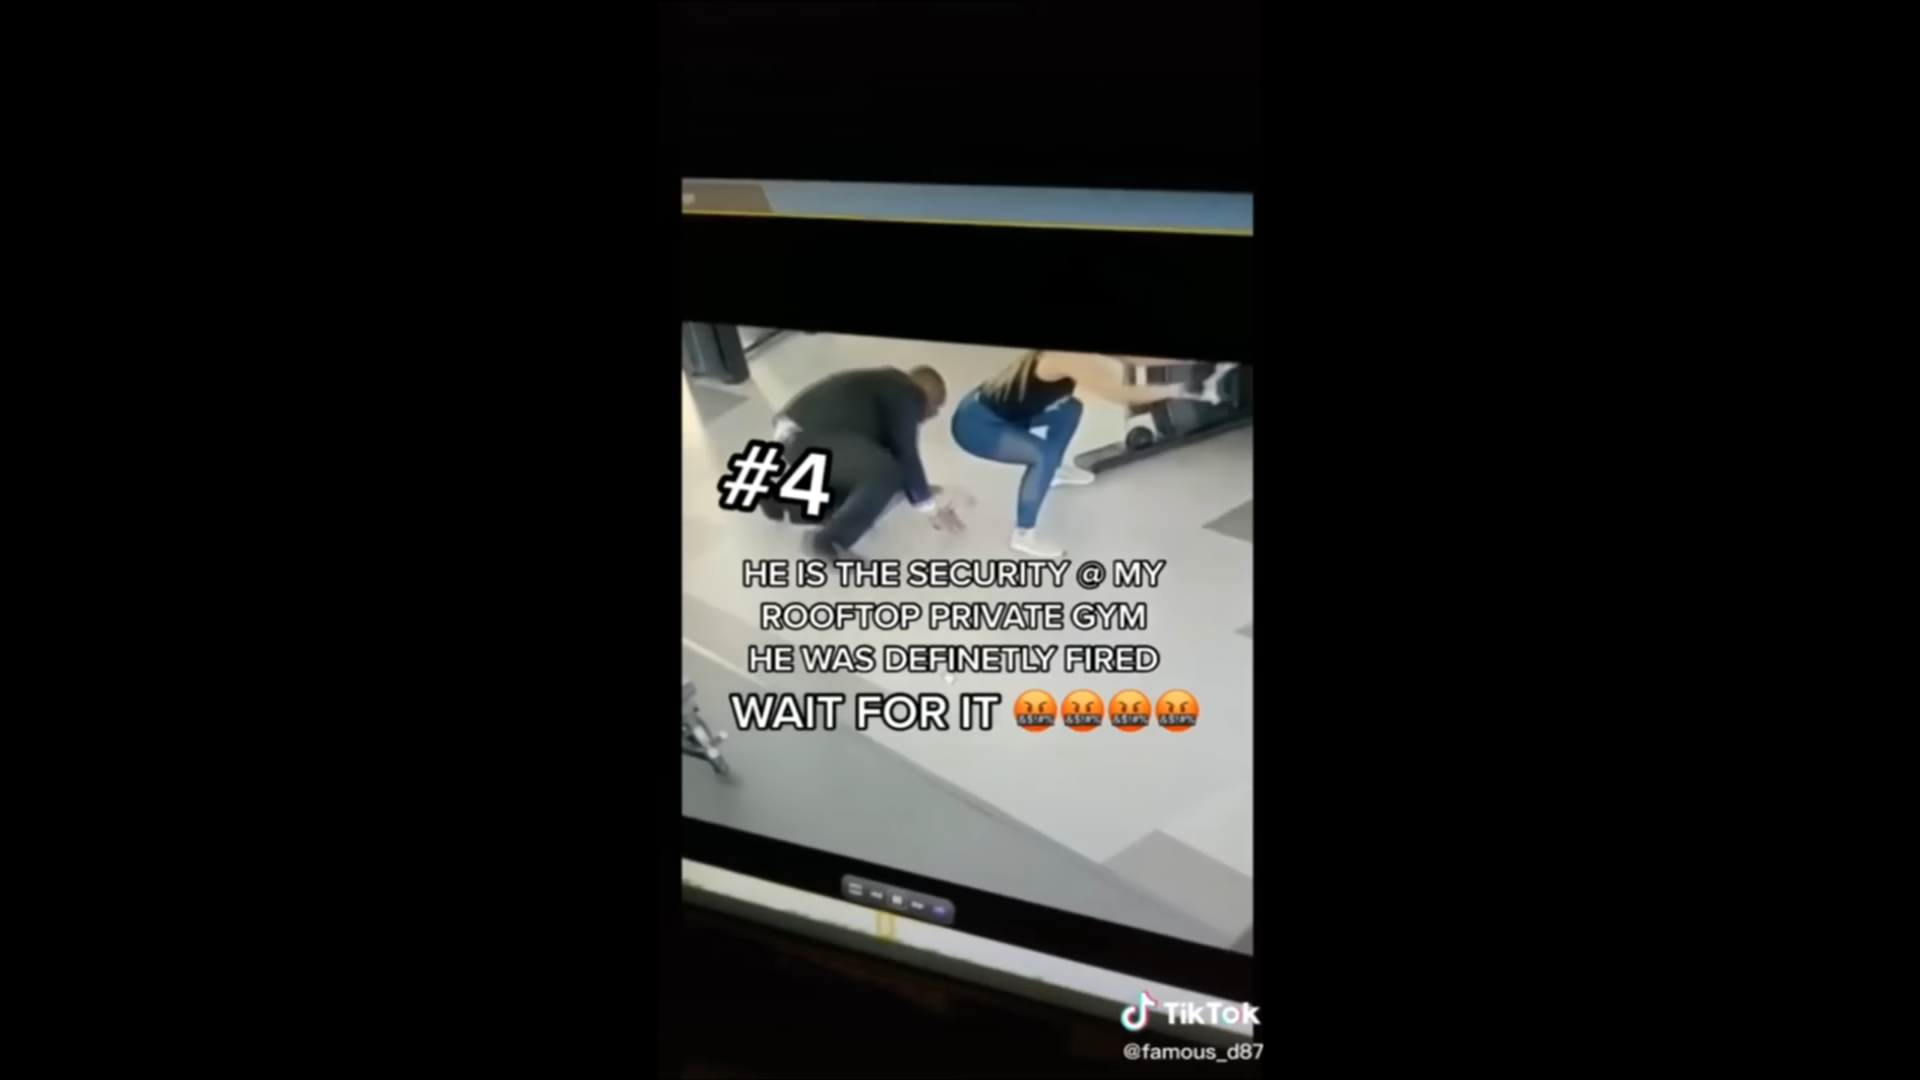 #4
HE IS THE SECURITY @ MY
ROOFTOP PRIVATE GYM
HE WAS DEFINETLY FIRED
WAIT FOR IT 🤬🤬🤬🤬
TikTok
@famous_d87